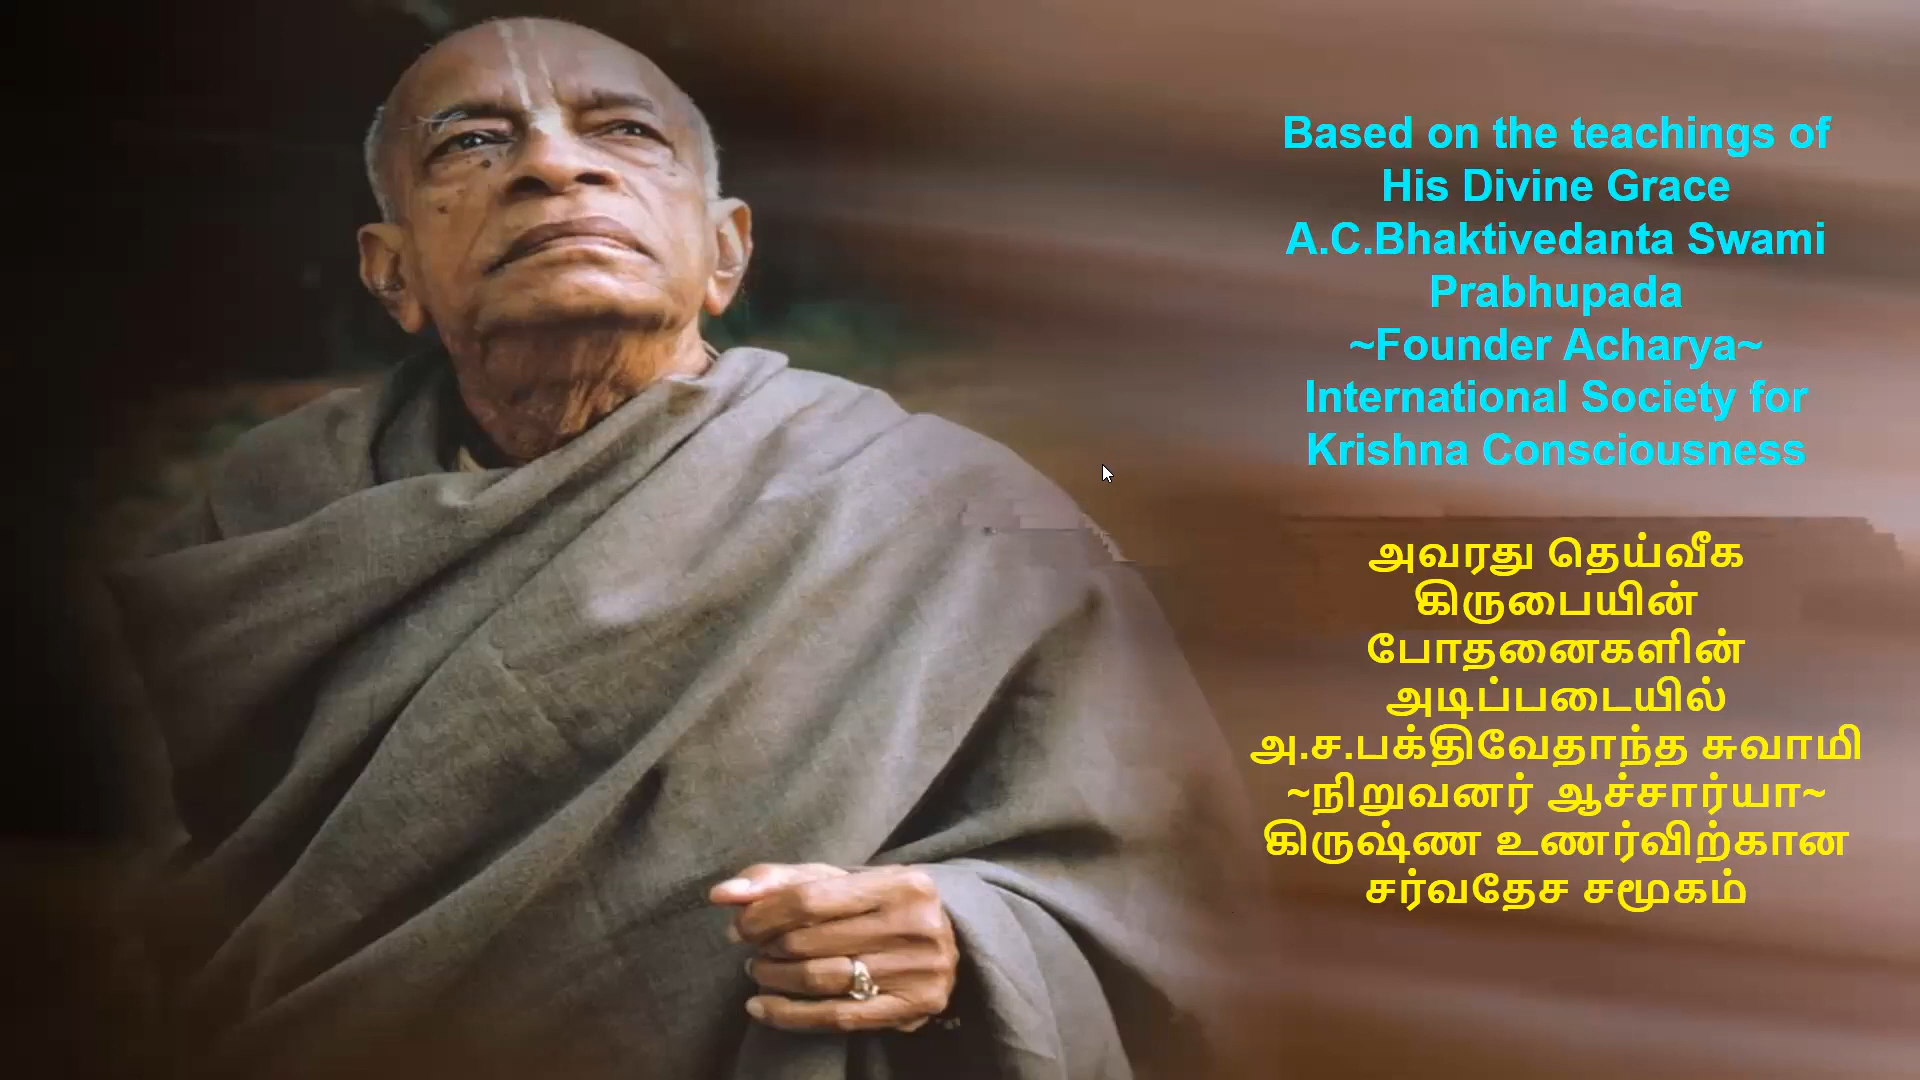 Based on the teachings of
His Divine Grace
A.C.Bhaktivedanta Swami
Prabhupada
~Founder Acharya~
International Society for
Krishna Consciousness
அவரது தெய்வீக
கிருபையின்
போதனைகளின்
அடிப்படையில்
அ.ச.பக்திவேதாந்த சுவாமி
~நிறுவனர் ஆச்சார்யா~
கிருஷ்ண உணர்விற்கான
சர்வதேச சமூகம்